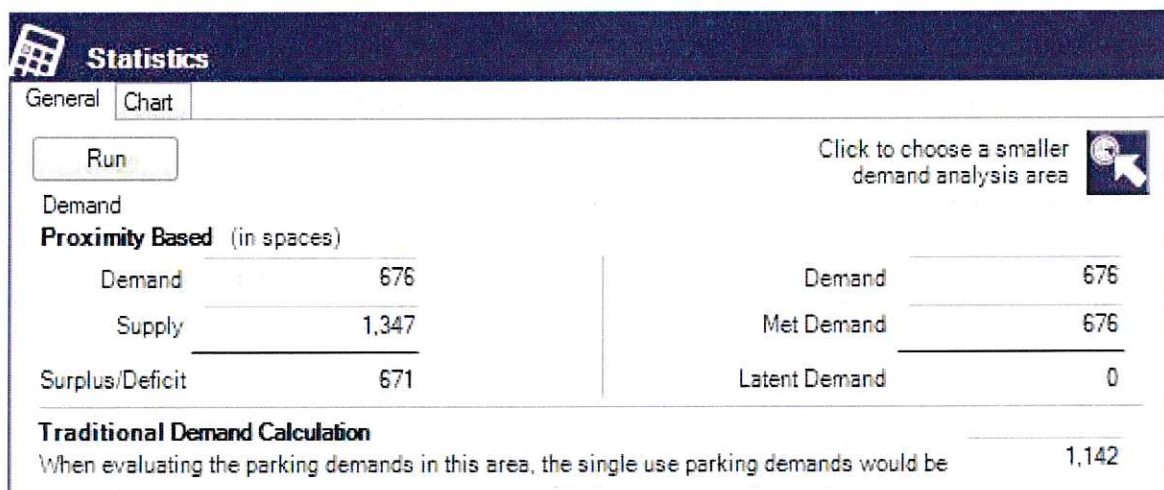 Statistics
General Chart
Run
Click to choose a smaller
demand analysis area
Demand
Proximity Based (in spaces)
Demand 676
Supply 1,347
Surplus/Deficit 671
Demand 676
Met Demand 676
Latent Demand 0
Traditional Demand Calculation
When evaluating the parking demands in this area, the single use parking demands would be 1,142